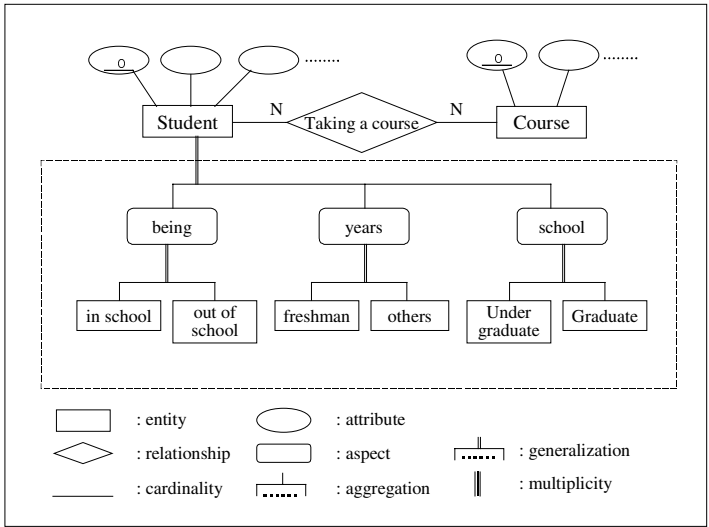 0
........
0
........
Student
N
Taking a course
N
Course
being
years
school
in school
out of
school
freshman
others
Under
graduate
Graduate
: entity
: attribute
: relationship
: aspect
: generalization
: cardinality
: aggregation
: multiplicity